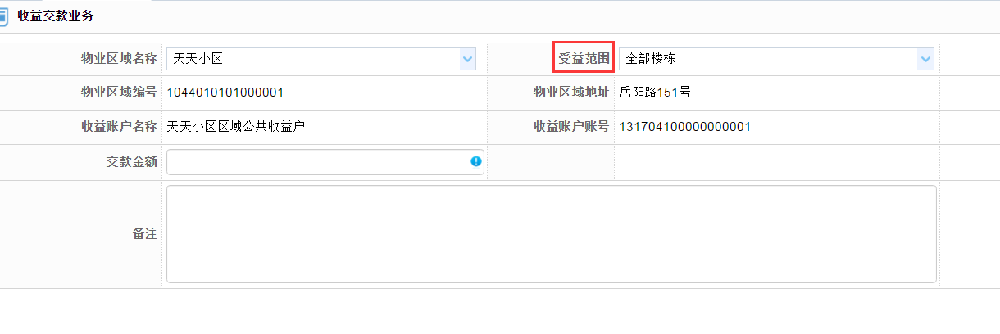 收益交款业务
物业区域名称 天天小区 受益范围 全部楼栋
物业区域编号 1044010101000001 物业区域地址 岳阳路151号
收益账户名称 天天小区区域公共收益户 收益账户账号 131704100000000001
交款金额
备注